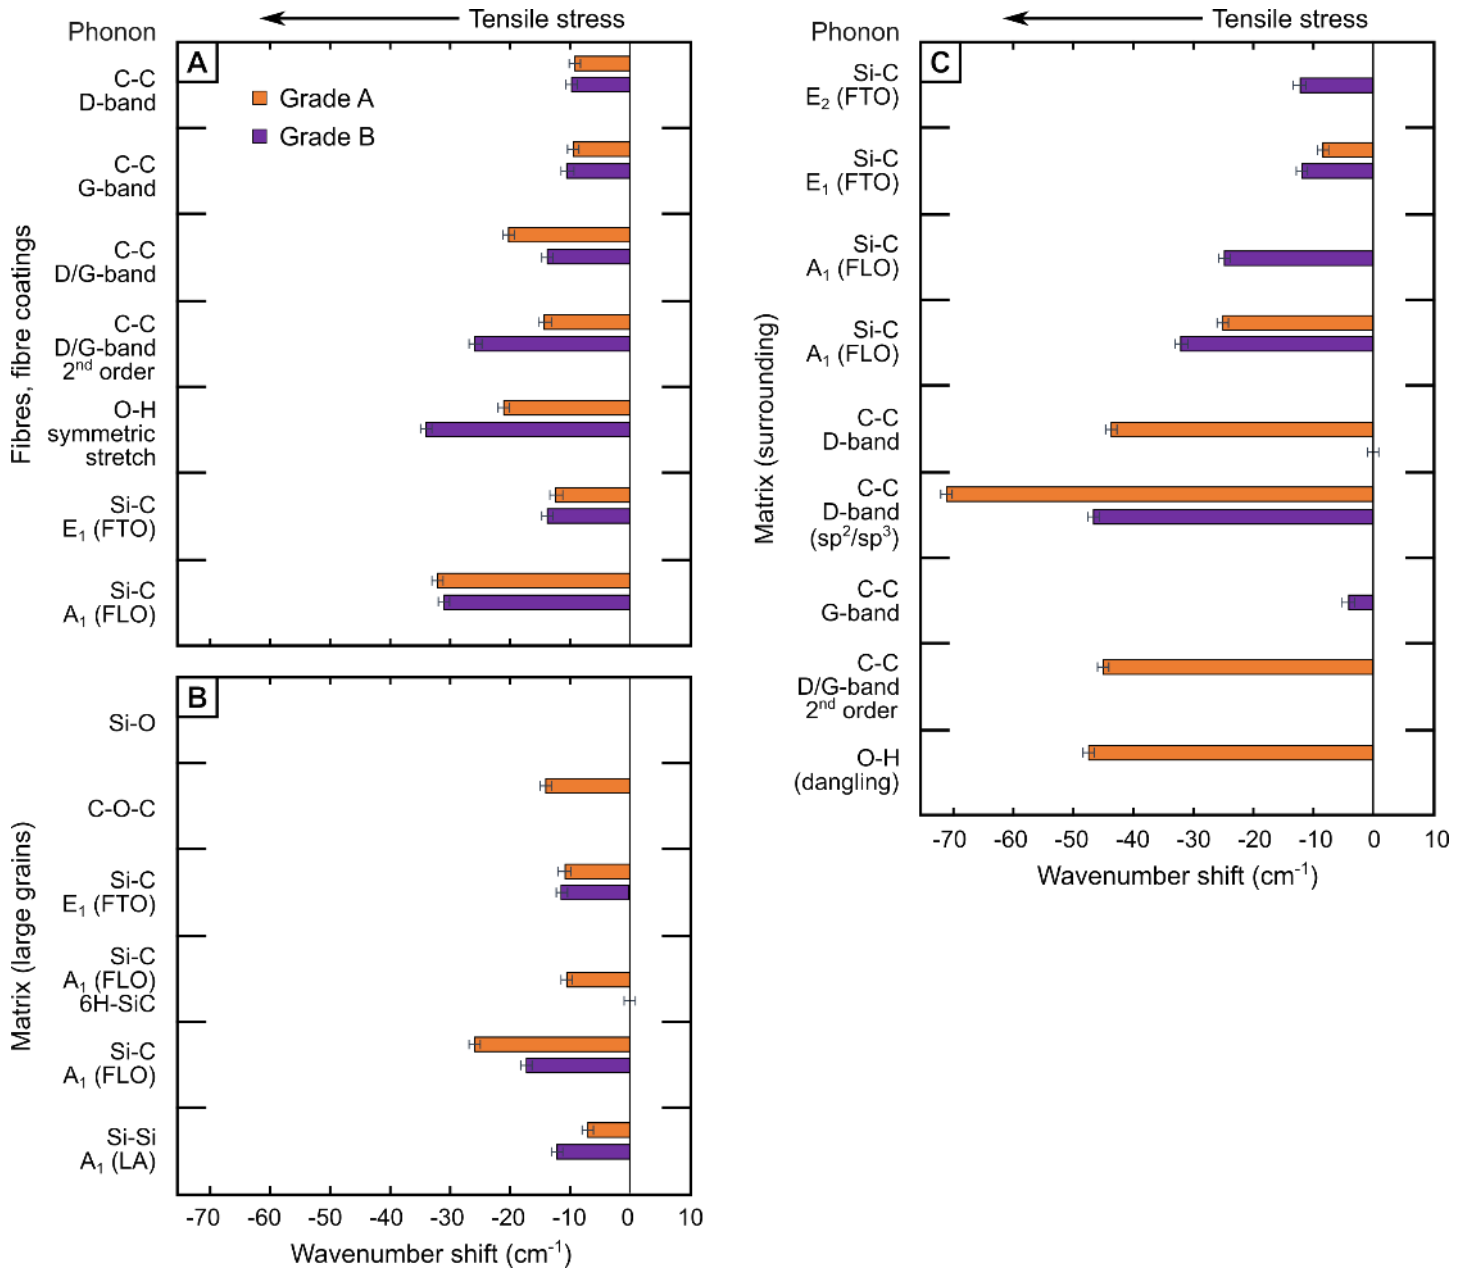 Tensile stress
Phonon
A
Grade A
Grade B
Fibres, fibre coatings
C-C
D-band
C-C
G-band
C-C
D/G-band
C-C
D/G-band
2nd order
O-H
symmetric
stretch
Si-C
E1 (FTO)
Si-C
A1 (FLO)
B
Matrix (large grains)
Si-O
C-O-C
Si-C
E1 (FTO)
Si-C
A1 (FLO)
6H-SiC
Si-C
A1 (FLO)
Si-Si
A1 (LA)
-70 -60 -50 -40 -30 -20 -10 0 10
Wavenumber shift (cm-1)
Tensile stress
Phonon
C
Matrix (surrounding)
Si-C
E2 (FTO)
Si-C
E1 (FTO)
Si-C
A1 (FLO)
Si-C
A1 (FLO)
C-C
D-band
C-C
D-band
(sp2/sp3)
C-C
G-band
C-C
D/G-band
2nd order
O-H
(dangling)
-70 -60 -50 -40 -30 -20 -10 0 10
Wavenumber shift (cm-1)